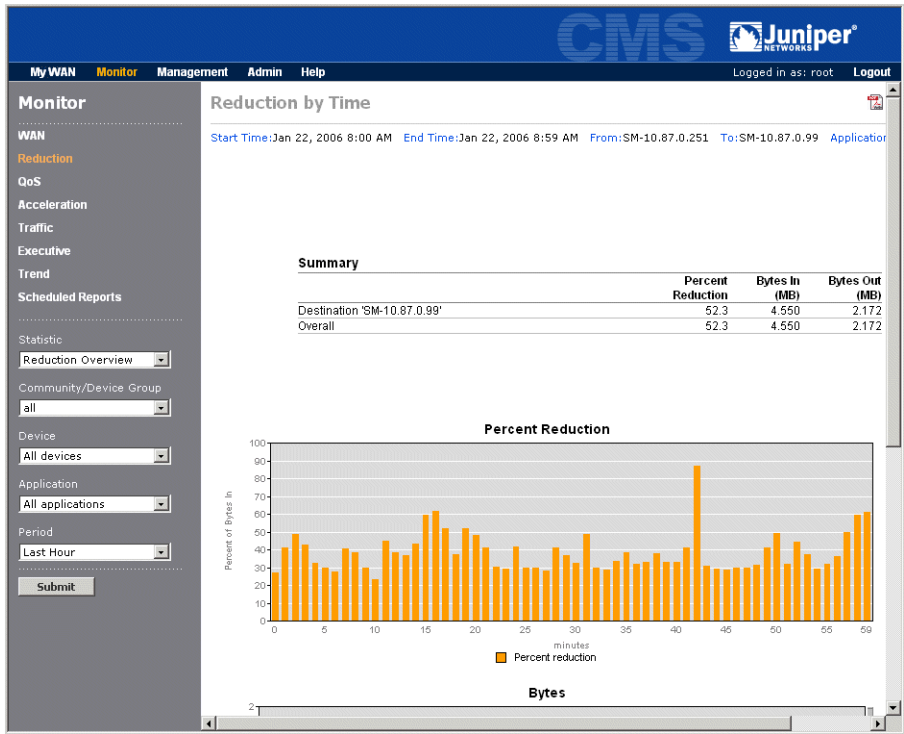 CMS
Juniper®
NETWORKS
My WAN Monitor Management Admin Help
Logged in as: root Logout
Monitor
WAN
Reduction
QoS
Acceleration
Traffic
Executive
Trend
Scheduled Reports
Statistic
Reduction Overview
Community/Device Group
all
Device
All devices
Application
All applications
Period
Last Hour
Submit
Reduction by Time
Start Time:Jan 22, 2006 8:00 AM End Time:Jan 22, 2006 8:59 AM From:SM-10.87.0.251 To:SM-10.87.0.99 Application
Summary
Percent Reduction Bytes In (MB) Bytes Out (MB)
Destination 'SM-10.87.0.99' 52.3 4.550 2.172
Overall 52.3 4.550 2.172
Percent Reduction
Percent of Bytes In
100
90
80
70
60
50
40
30
20
10
0
0 5 10 15 20 25 30 35 40 45 50 55 59
minutes
Percent reduction
Bytes
2